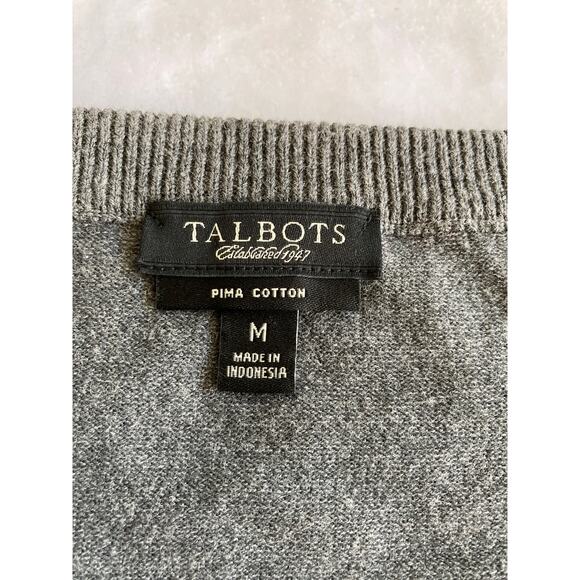 TALBOTS
Established 1947
PIMA COTTON
M
MADE IN
INDONESIA